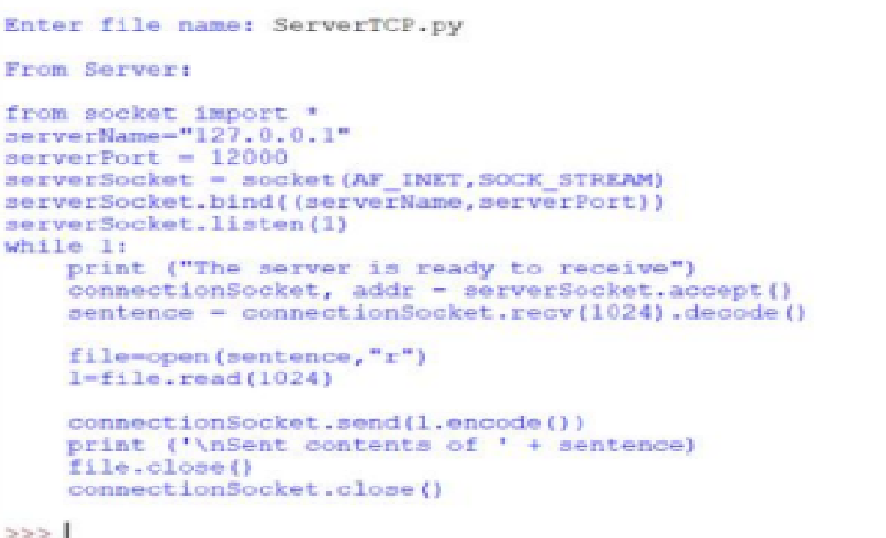 Enter file name: ServerTCP.py
From Server:
from socket import *
serverName="127.0.0.1"
serverPort = 12000
serverSocket = socket(AF_INET,SOCK_STREAM)
serverSocket.bind((serverName,serverPort))
serverSocket.listen(1)
while 1:
    print ("The server is ready to receive")
    connectionSocket, addr = serverSocket.accept()
    sentence = connectionSocket.recv(1024).decode()
    file=open(sentence,"r")
    l=file.read(1024)
    connectionSocket.send(l.encode())
    print ('\nSent contents of ' + sentence)
    file.close()
    connectionSocket.close()
>>>